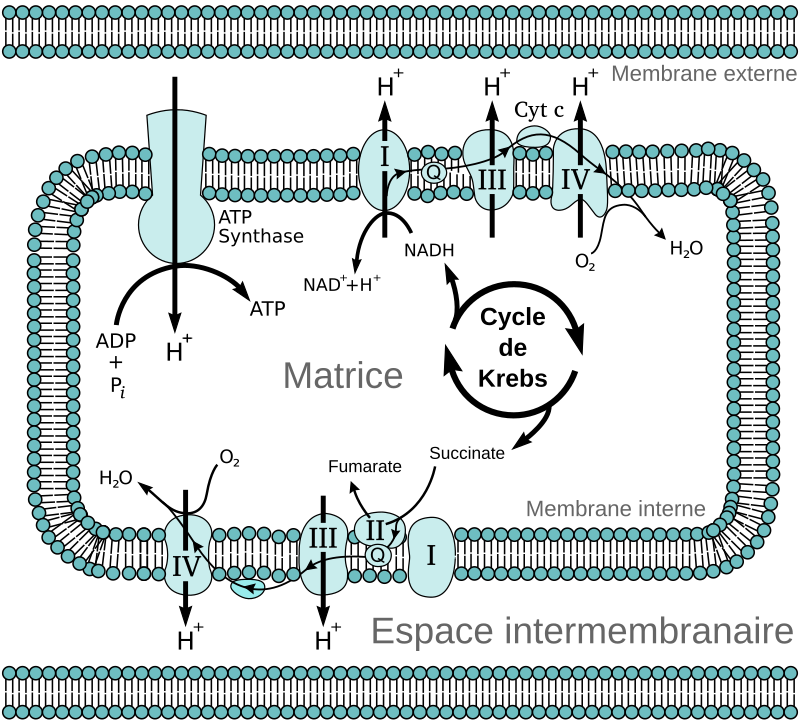 Membrane externe
H+
H+
H+
Cyt c
I
Q
III
IV
ATP
Synthase
NADH
H₂O
O₂
NAD++H+
ATP
ADP
+
Pi
H+
Cycle
de
Krebs
Matrice
Succinate
Fumarate
O₂
H₂O
Membrane interne
II
III
I
Q
IV
H+
H+
Espace intermembranaire